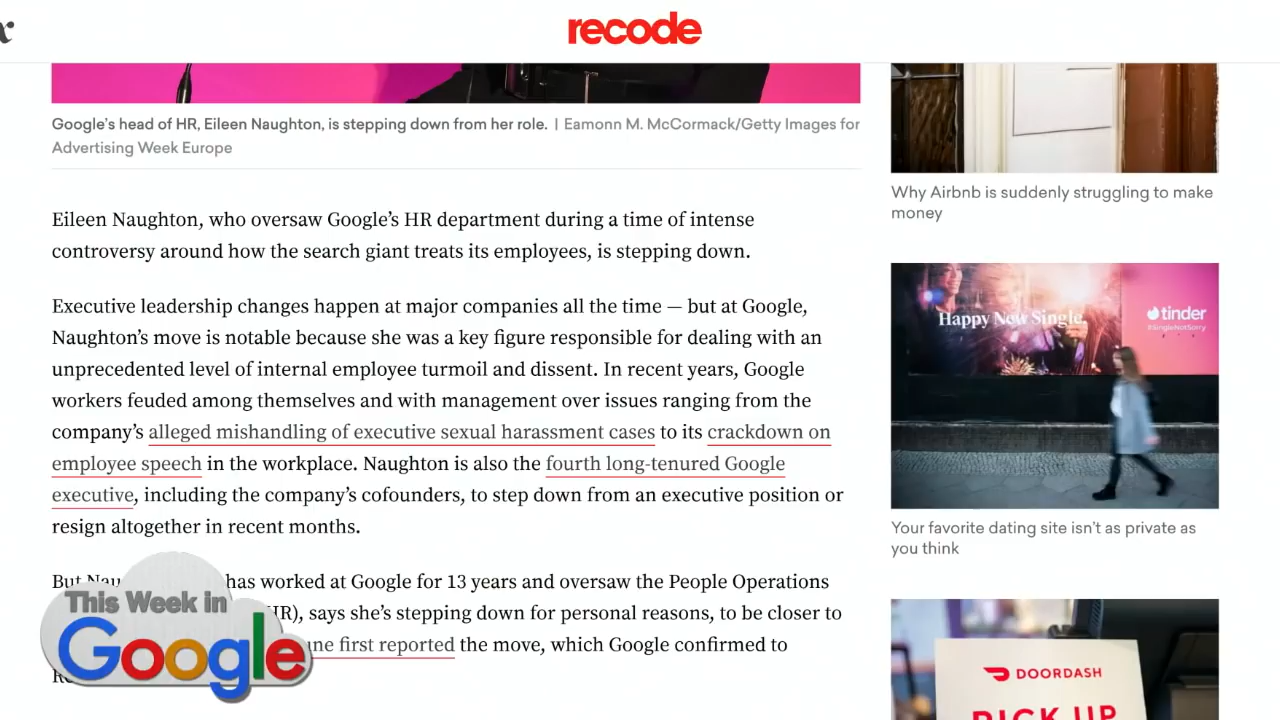 recode
Google's head of HR, Eileen Naughton, is stepping down from her role. | Eamonn M. McCormack/Getty Images for
Advertising Week Europe
Eileen Naughton, who oversaw Google's HR department during a time of intense
controversy around how the search giant treats its employees, is stepping down.
Executive leadership changes happen at major companies all the time — but at Google,
Naughton's move is notable because she was a key figure responsible for dealing with an
unprecedented level of internal employee turmoil and dissent. In recent years, Google
workers feuded among themselves and with management over issues ranging from the
company's alleged mishandling of executive sexual harassment cases to its crackdown on
employee speech in the workplace. Naughton is also the fourth long-tenured Google
executive, including the company's cofounders, to step down from an executive position or
resign altogether in recent months.
But has worked at Google for 13 years and oversaw the People Operations
HR), says she's stepping down for personal reasons, to be closer to
first reported the move, which Google confirmed to
This Week in
Google
Why Airbnb is suddenly struggling to make
money
Happy New Single.
tinder
#SingleNotSorry
Your favorite dating site isn't as private as
you think
DOORDASH
PICK UP